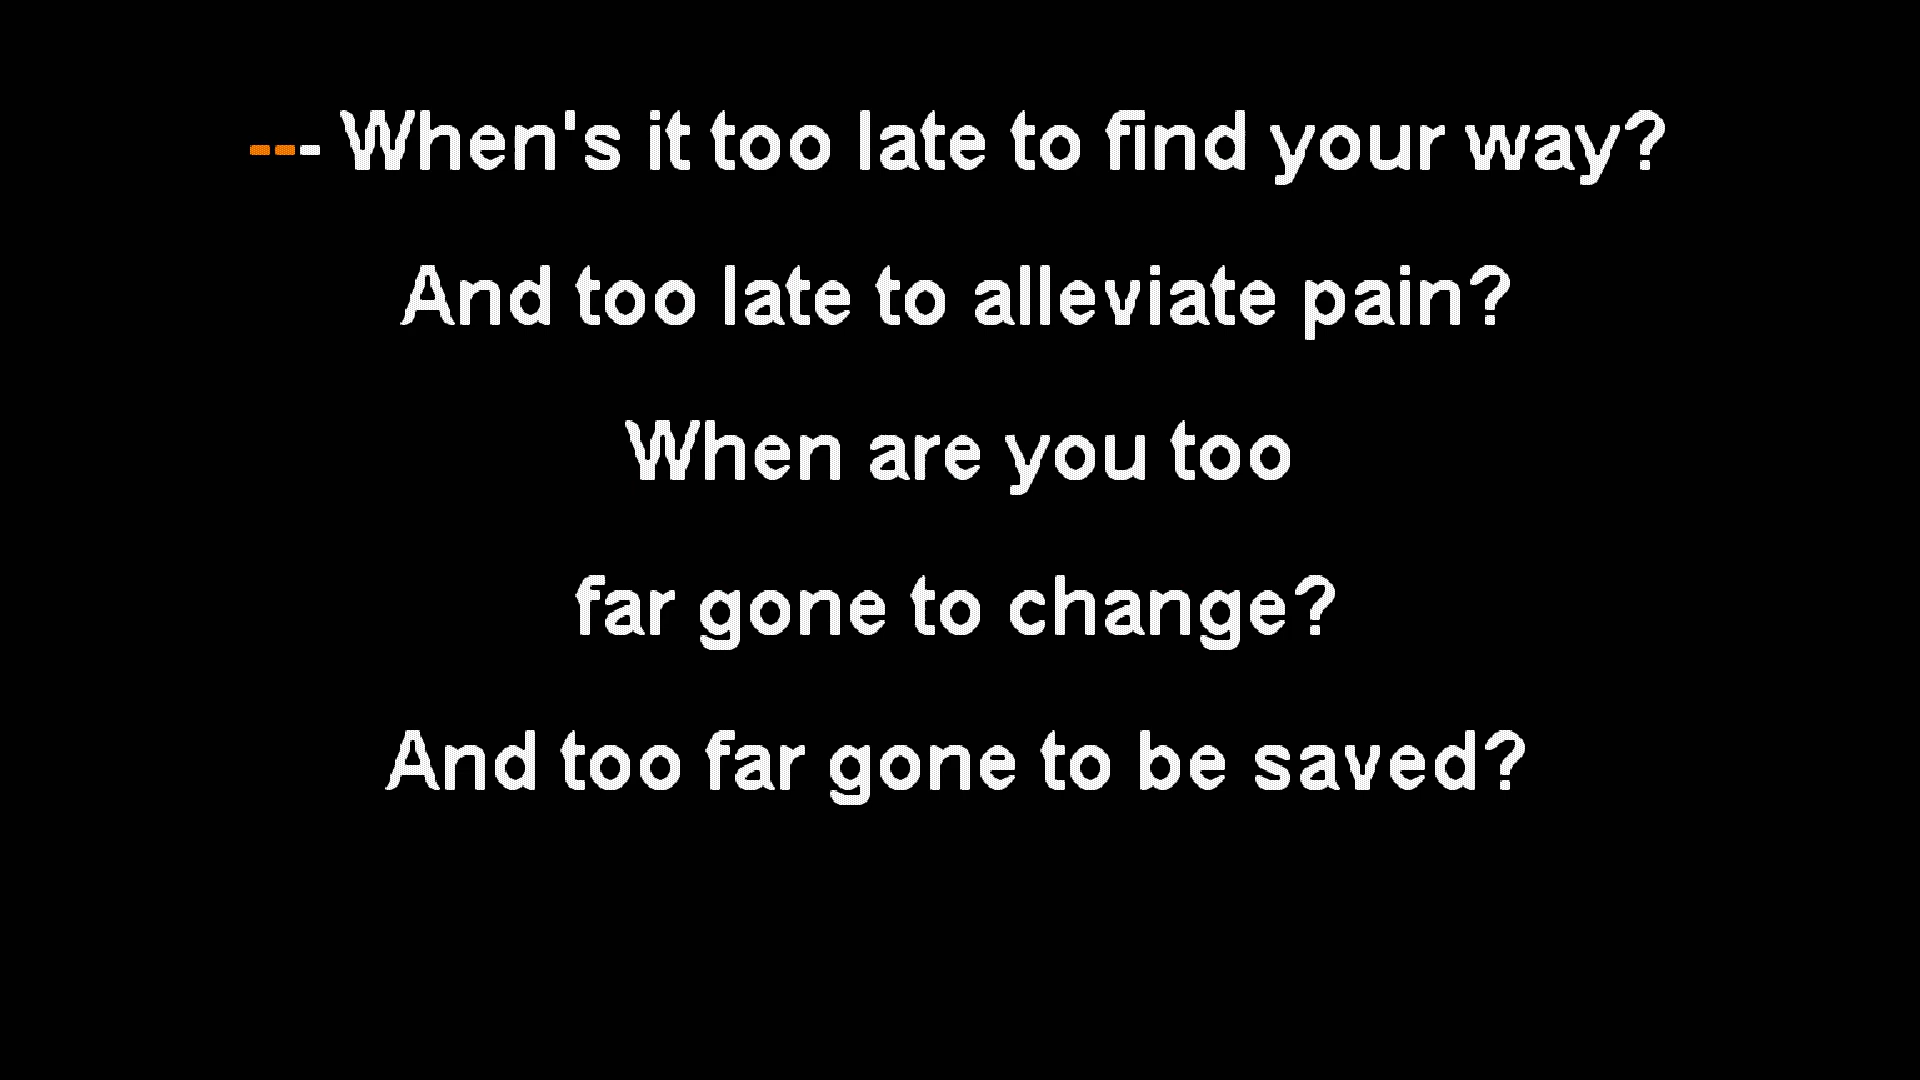 --- When's it too late to find your way?
And too late to alleviate pain?
When are you too
far gone to change?
And too far gone to be saved?